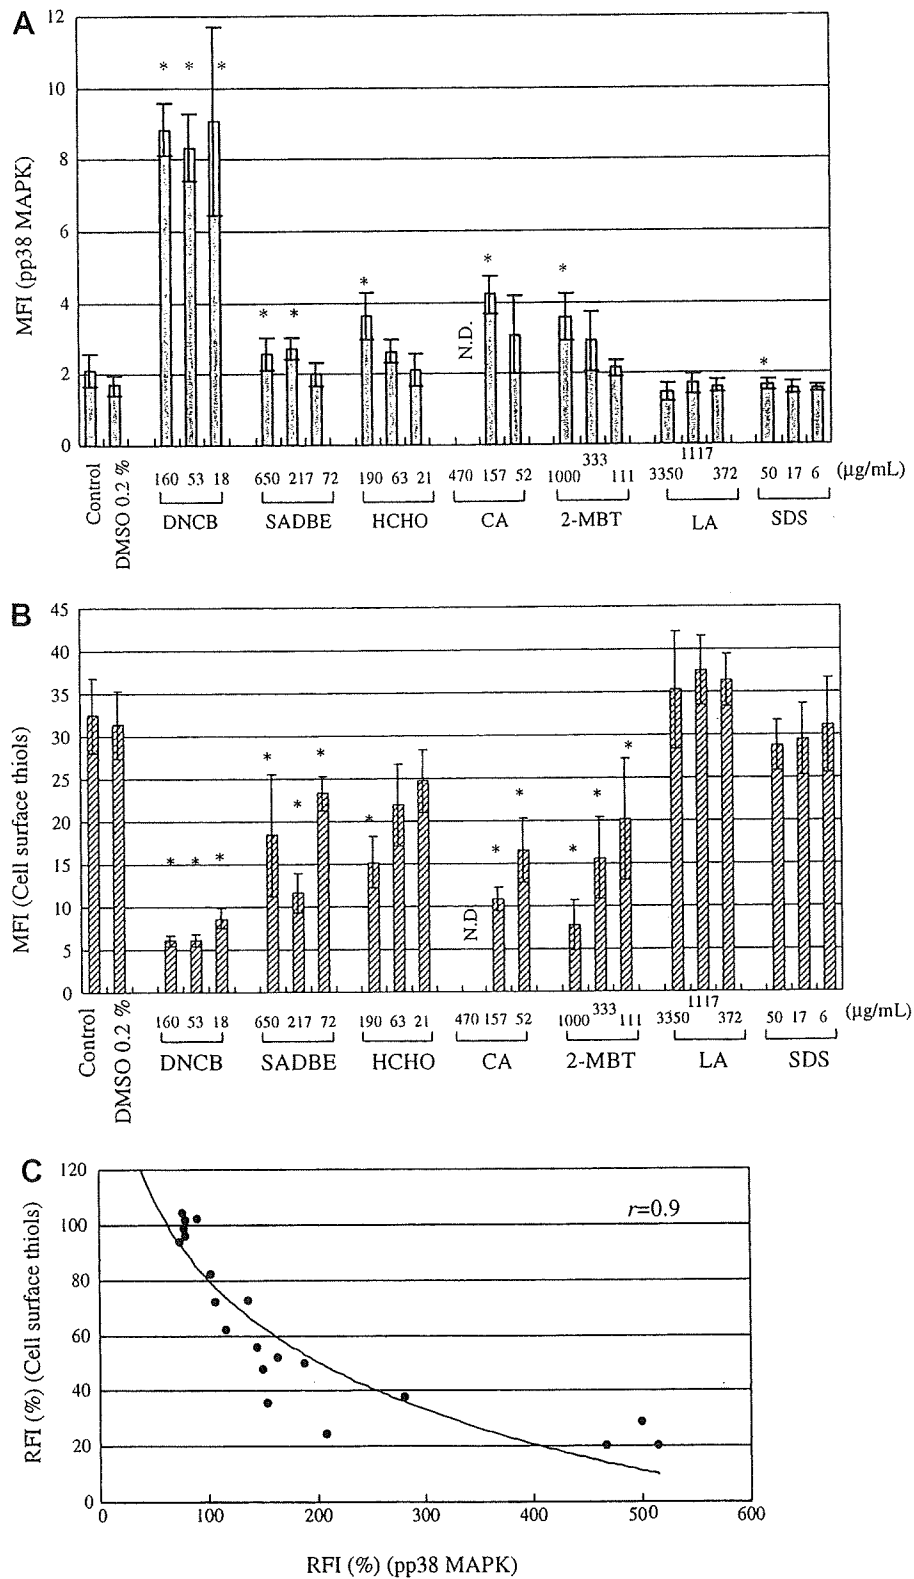 A
MFI (pp38 MAPK)
12
10
8
6
4
2
0
* * *
* *
*
N.D.
*
*
*
Control
DMSO 0.2 %
160 53 18
650 217 72
190 63 21
470 157 52
1000 333 111
3350 1117 372
50 17 6
(μg/mL)
DNCB
SADBE
HCHO
CA
2-MBT
LA
SDS
B
MFI (Cell surface thiols)
45
40
35
30
25
20
15
10
5
0
* * *
* * *
*
N.D
* *
* * *
Control
DMSO 0.2 %
160 53 18
650 217 72
190 63 21
470 157 52
1000 333 111
3350 1117 372
50 17 6
(μg/mL)
DNCB
SADBE
HCHO
CA
2-MBT
LA
SDS
C
RFI (%) (Cell surface thiols)
120
100
80
60
40
20
0
r=0.9
0 100 200 300 400 500 600
RFI (%) (pp38 MAPK)